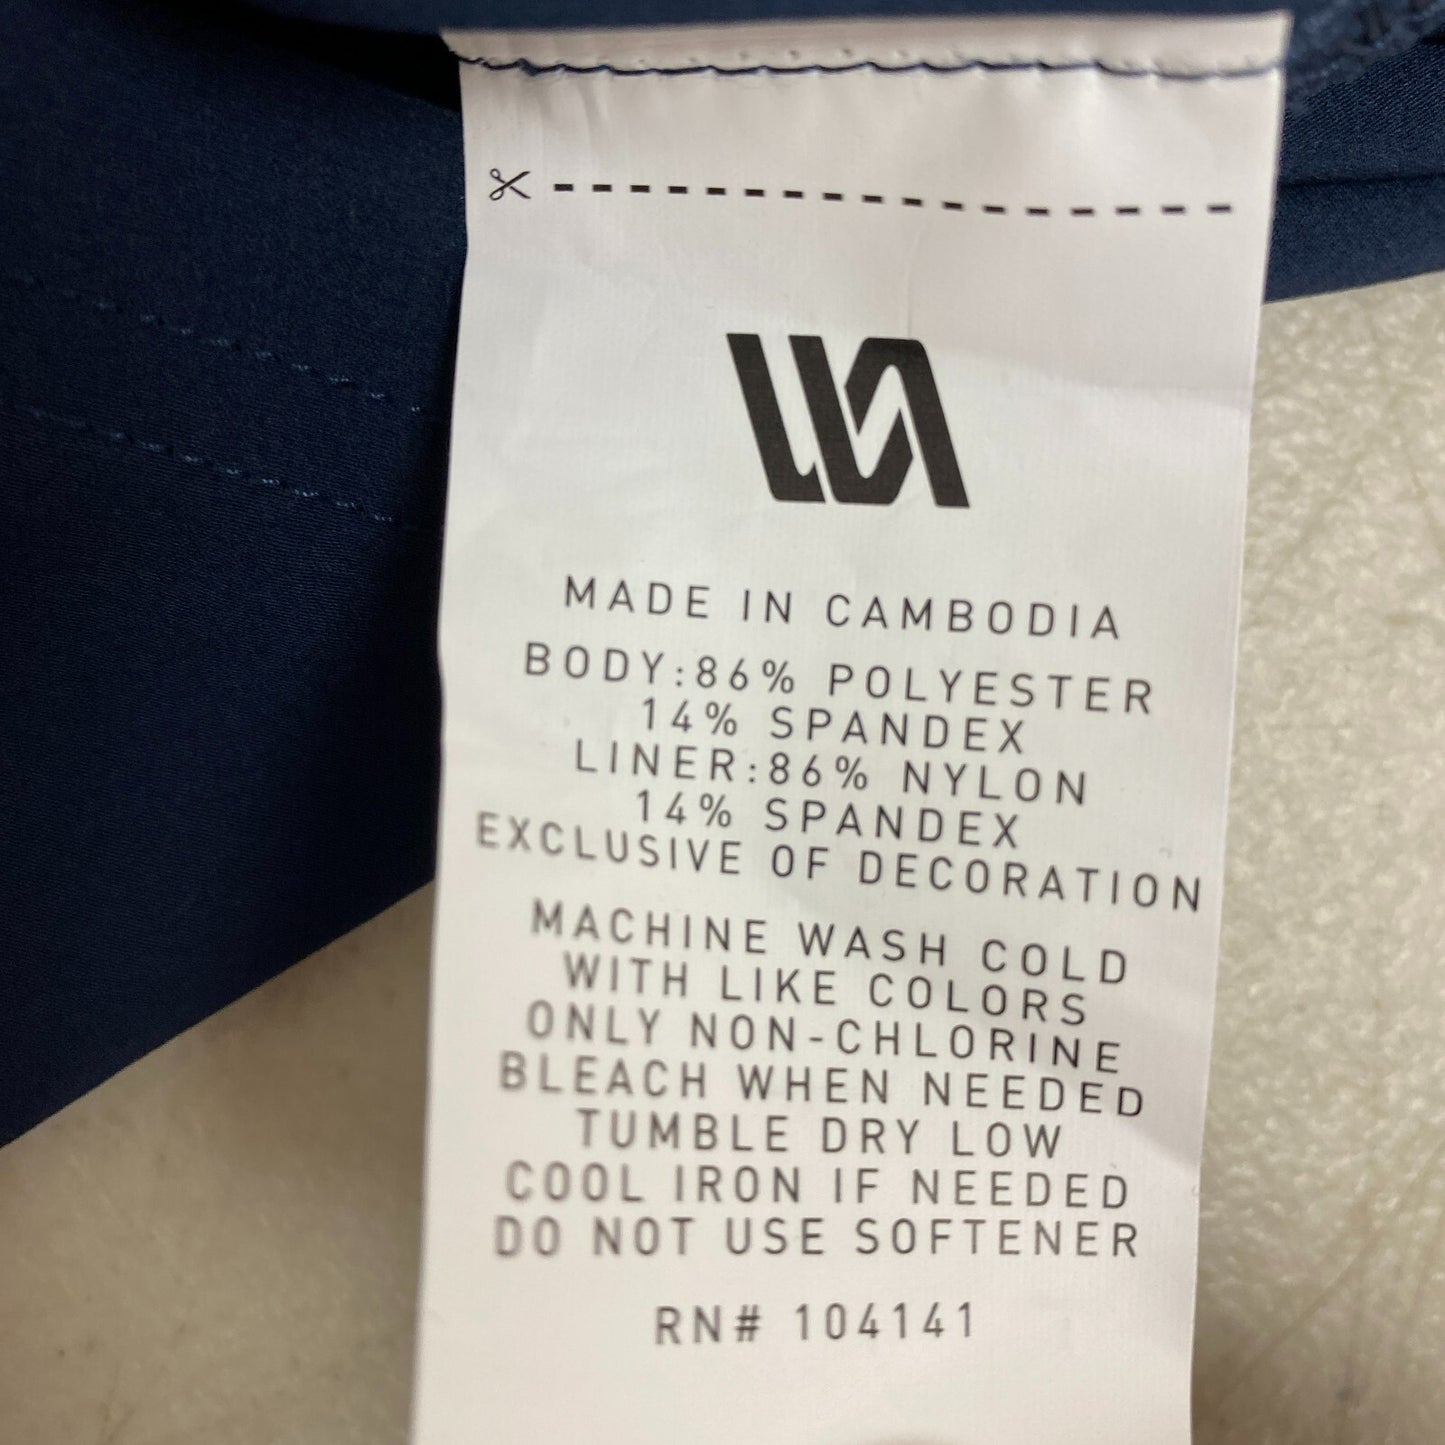 MADE IN CAMBODIA
BODY:86% POLYESTER
14% SPANDEX
LINER:86% NYLON
14% SPANDEX
EXCLUSIVE OF DECORATION
MACHINE WASH COLD
WITH LIKE COLORS
ONLY NON-CHLORINE
BLEACH WHEN NEEDED
TUMBLE DRY LOW
COOL IRON IF NEEDED
DO NOT USE SOFTENER
RN# 104141